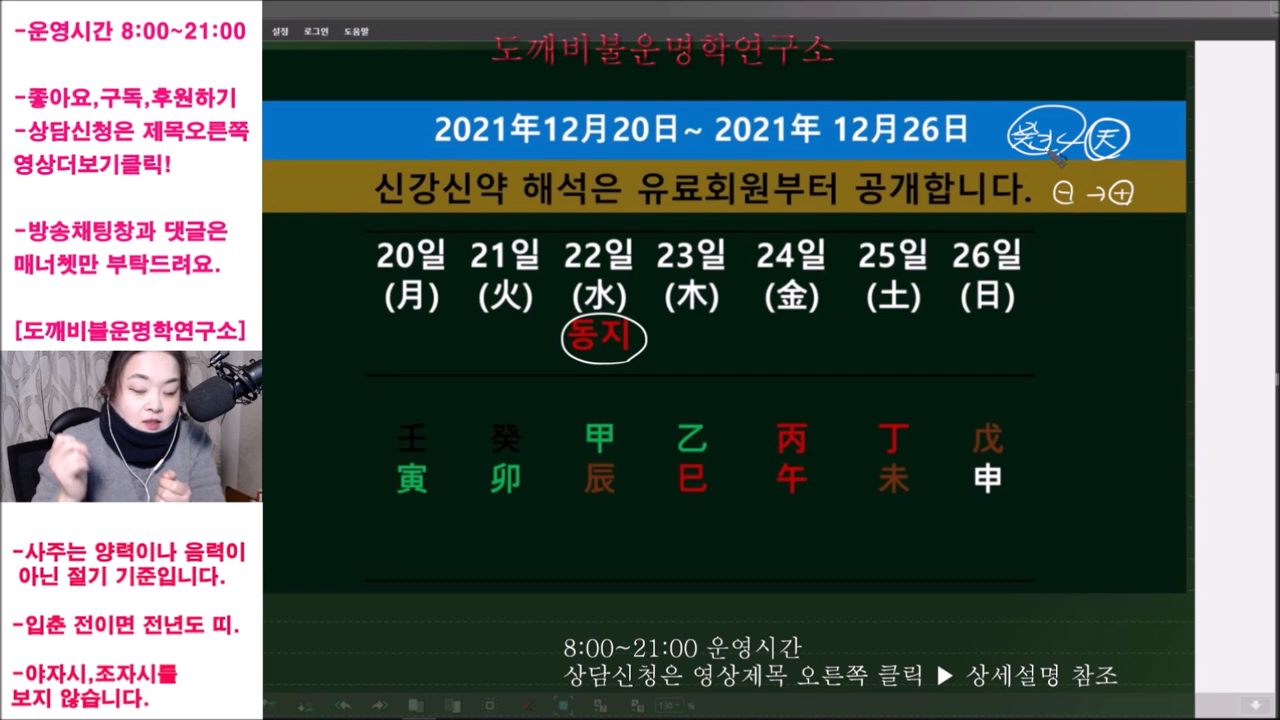 -운영시간 8:00~21:00
-좋아요,구독,후원하기
-상담신청은 제목오른쪽
영상더보기클릭!
-방송채팅창과 댓글은
매너쳇만 부탁드려요.
[도깨비불운명학연구소]
-사주는 양력이나 음력이
아닌 절기 기준입니다.
-입춘 전이면 전년도 띠.
-야자시,조자시를
보지 않습니다.
설정 로그인 도움말
도깨비불운명학연구소
2021年12月20日~ 2021年 12月26日
天
신강신약 해석은 유료회원부터 공개합니다.
⊖ → ⊕
20일 21일 22일 23일 24일 25일 26일
(月) (火) (水) (木) (金) (土) (日)
동지
壬 癸 甲 乙 丙 丁 戊
寅 卯 辰 巳 午 未 申
8:00~21:00 운영시간
상담신청은 영상제목 오른쪽 클릭 ▶ 상세설명 참조
130 %